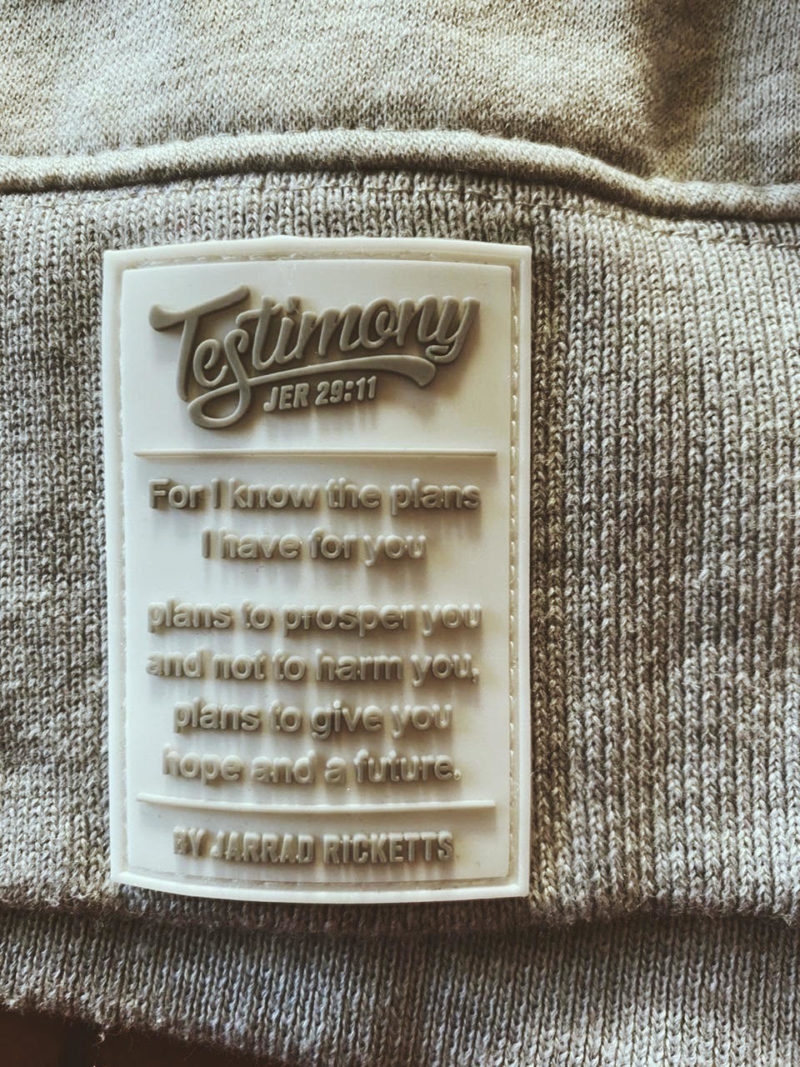 Testimony
JER 29:11
For I know the plans
I have for you
plans to prosper you
and not to harm you,
plans to give you
hope and a future.
BY JARRAD RICKETTS